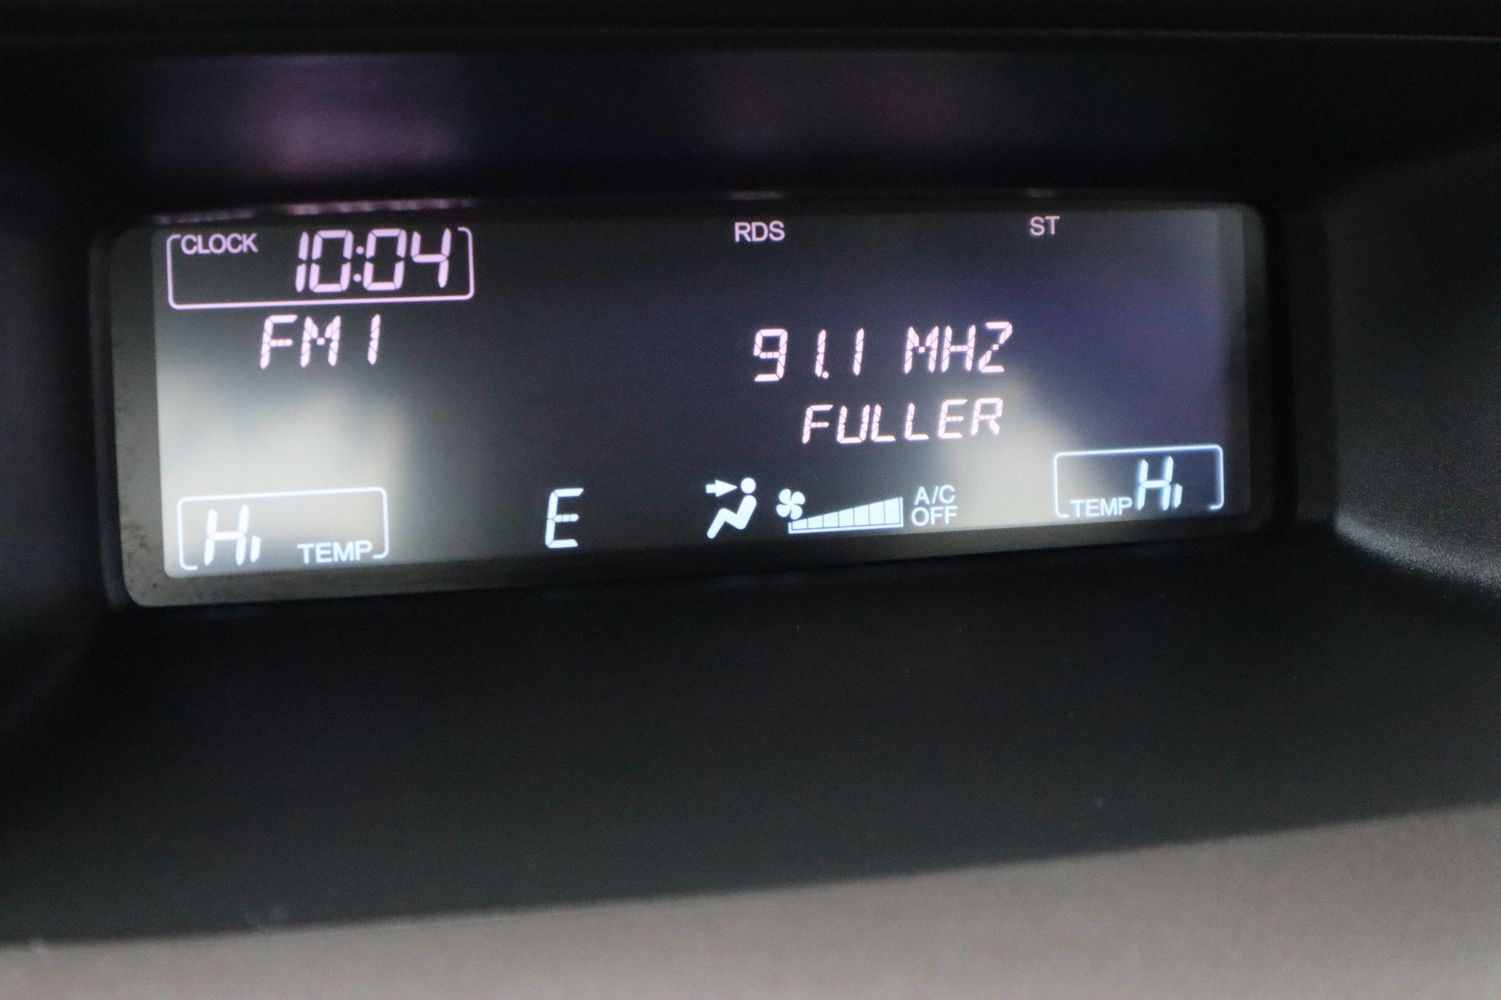 CLOCK 10:04 RDS ST
FM1 91.1 MHZ
FULLER
Hi TEMP E A/C OFF TEMP Hi